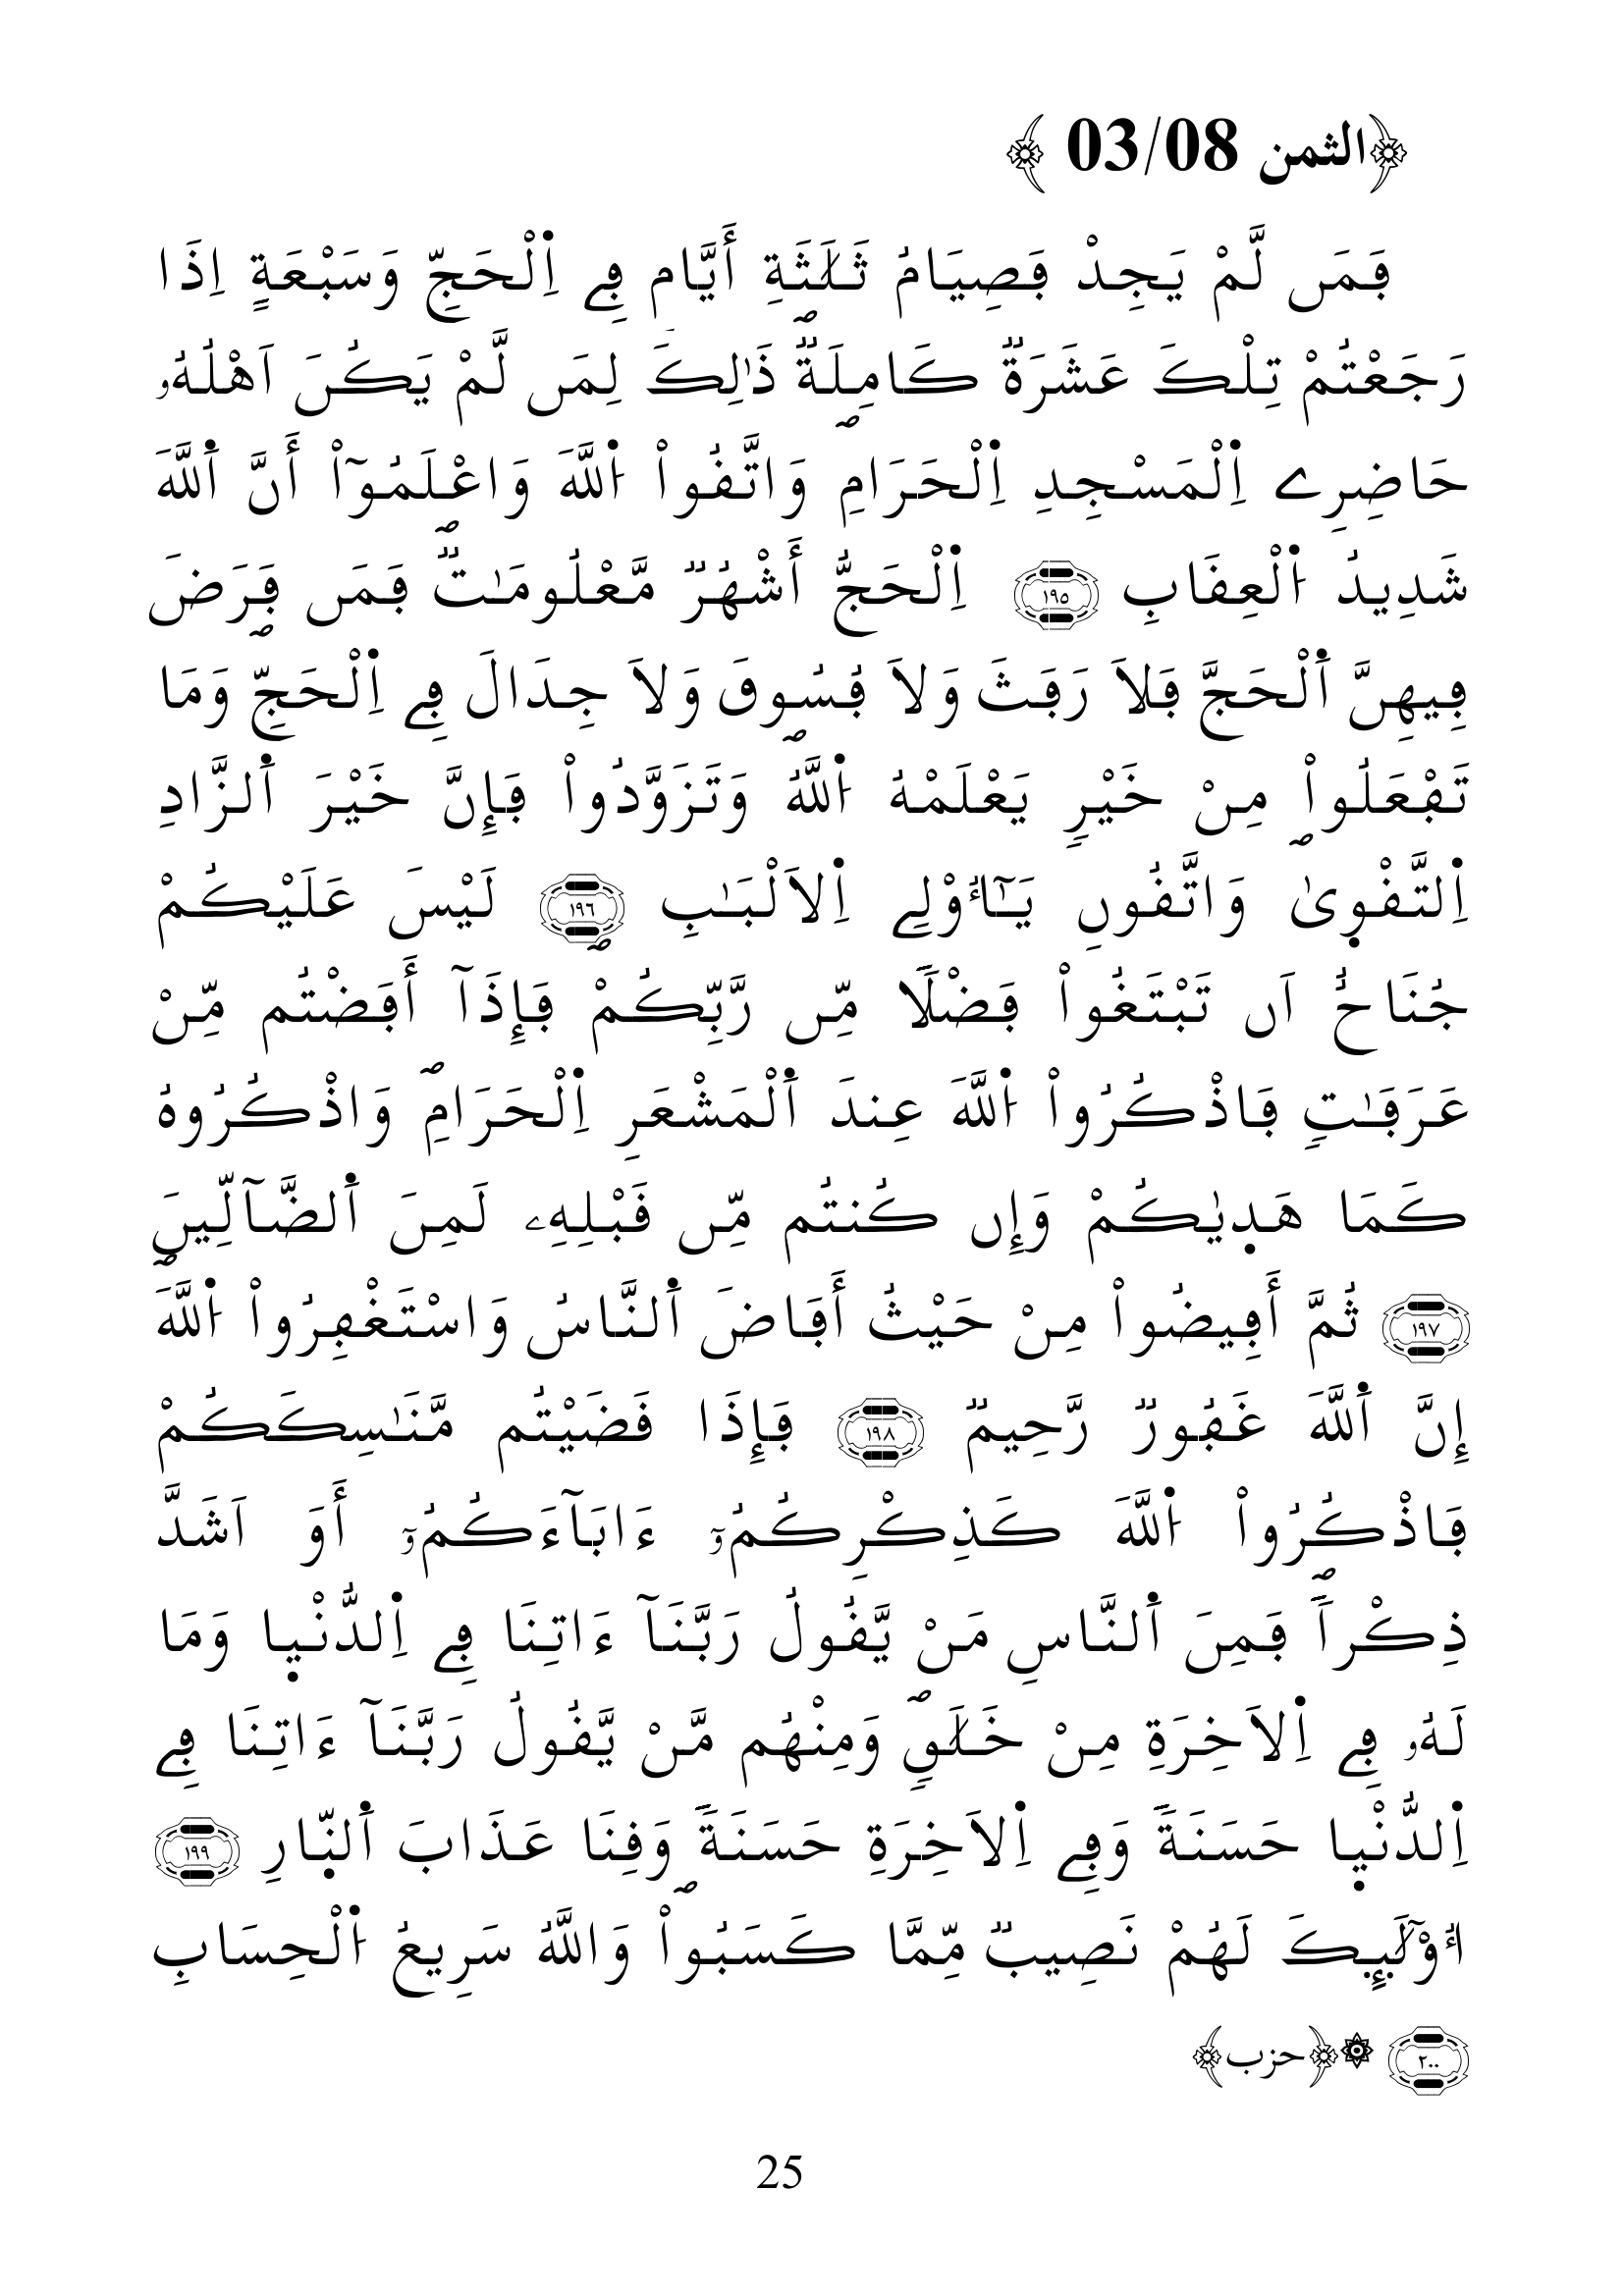 ﴿الثمن 03/08 ﴾
فَمَن لَّمْ يَجِدْ فَصِيَامُ ثَلَٰثَةِ أَيَّامٖ فِے اِ۬لْحَجِّ وَسَبْعَةٍ اِذَا
رَجَعْتُمْ تِلْكَ عَشَرَةٞ كَامِلَةٞۖ ذَٰلِكَ لِمَن لَّمْ يَكُنَ اَهْلُهُۥ
حَاضِرِے اِ۬لْمَسْجِدِ اِ۬لْحَرَامِۖ وَاتَّقُواْ اُ۬للَّهَ وَاعْلَمُوٓاْ أَنَّ اَ۬للَّهَ
شَدِيدُ اُ۬لْعِقَابِۖ ١٩٥ اِ۬لْحَجُّ أَشْهُرٞ مَّعْلُومَٰتٞۖ فَمَن فَرَضَ
فِيهِنَّ اَ۬لْحَجَّ فَلَا رَفَثَ وَلَا فُسُوقَ وَلَا جِدَالَ فِے اِ۬لْحَجِّۖ وَمَا
تَفْعَلُواْ مِنْ خَيْرٖ يَعْلَمْهُ اُ۬للَّهُۖ وَتَزَوَّدُواْ فَإِنَّ خَيْرَ اَ۬لزَّادِ
اِ۬لتَّقْو۪ىٰۖ وَاتَّقُونِ يَٰٓأُوْلِے اِ۬لَالْبَٰبِۖ ١٩٦ لَيْسَ عَلَيْكُمْ
جُنَاحٌ اَن تَبْتَغُواْ فَضْلاٗ مِّن رَّبِّكُمْۖ فَإِذَآ أَفَضْتُم مِّنْ
عَرَفَٰتٖ فَاذْكُرُواْ اُ۬للَّهَ عِندَ اَ۬لْمَشْعَرِ اِ۬لْحَرَامِۖ وَاذْكُرُوهُ
كَمَا هَد۪يٰكُمْ وَإِن كُنتُم مِّن قَبْلِهِۦ لَمِنَ اَ۬لضَّآلِّينَۖ
١٩٧ ثُمَّ أَفِيضُواْ مِنْ حَيْثُ أَفَاضَ اَ۬لنَّاسُ وَاسْتَغْفِرُواْ اُ۬للَّهَۖ
إِنَّ اَ۬للَّهَ غَفُورٞ رَّحِيمٞۖ ١٩٨ فَإِذَا قَضَيْتُم مَّنَٰسِكَكُمْ
فَاذْكُرُواْ اُ۬للَّهَ كَذِكْرِكُمُۥٓ ءَابَآءَكُمُۥٓ أَوَ اَشَدَّ
ذِكْراٗۖ فَمِنَ اَ۬لنَّاسِ مَنْ يَّقُولُ رَبَّنَآ ءَاتِنَا فِے اِ۬لدُّنْي۪ا وَمَا
لَهُۥ فِے اِ۬لَاخِرَةِ مِنْ خَلَٰقٖۖ وَمِنْهُم مَّنْ يَّقُولُ رَبَّنَآ ءَاتِنَا فِے
اِ۬لدُّنْي۪ا حَسَنَةٗ وَفِے اِ۬لَاخِرَةِ حَسَنَةٗ وَقِنَا عَذَابَ اَ۬لنّ۪ارِۖ ١٩٩
أُوْلَٰٓئِكَ لَهُمْ نَصِيبٞ مِّمَّا كَسَبُواْۖ وَاللَّهُ سَرِيعُ اُ۬لْحِسَابِ
٢٠٠ ۞﴿حزب﴾
25